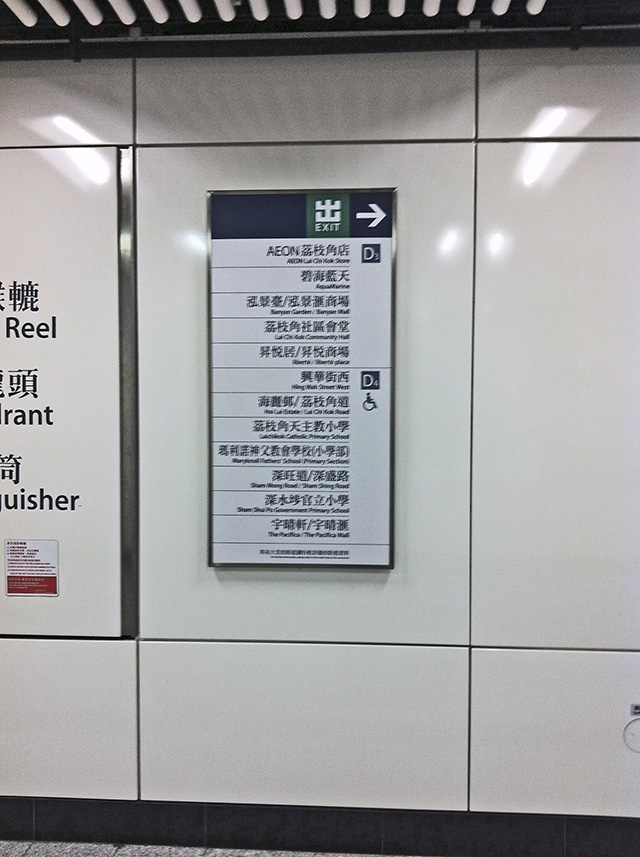 轆
Reel
龍頭
drant
筒
guisher
出
EXIT
AEON荔枝角店
AEON Lai Chi Kok Store
D3
碧海藍天
AquaMarine
泓景臺/泓景滙商場
Banyan Garden / Banyan Mall
荔枝角社區會堂
Lai Chi Kok Community Hall
昇悅居/昇悅商場
liberté / liberté place
興華街西
Hing Wah Street West
D4
海麗邨/荔枝角道
Hoi Lai Estate / Lai Chi Kok Road
荔枝角天主教小學
Laichikok Catholic Primary School
瑪利諾神父教會學校(小學部)
Maryknoll Fathers' School (Primary Section)
深旺道/深盛路
Sham Mong Road / Sham Shing Road
深水埗官立小學
Sham Shui Po Government Primary School
宇晴軒/宇晴滙
The Pacifica / The Pacifica Mall